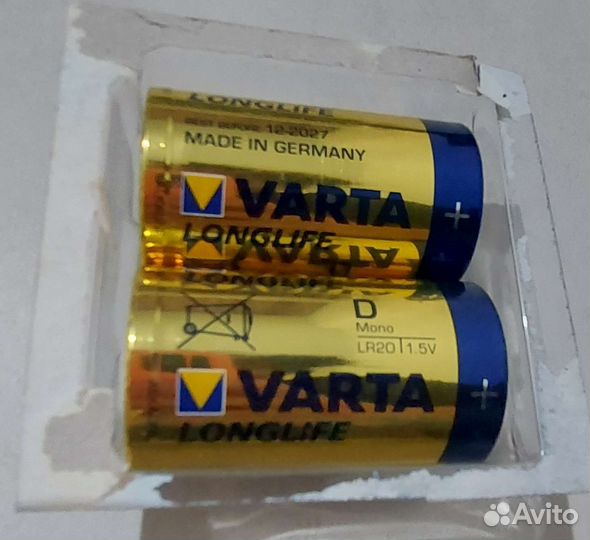 LONGLIFE
BEST BEFORE: 12-2027
MADE IN GERMANY
VARTA
LONGLIFE
VARTA
LONGLIFE
+
D
Mono
LR20 1.5V
VARTA
LONGLIFE
+
Avito